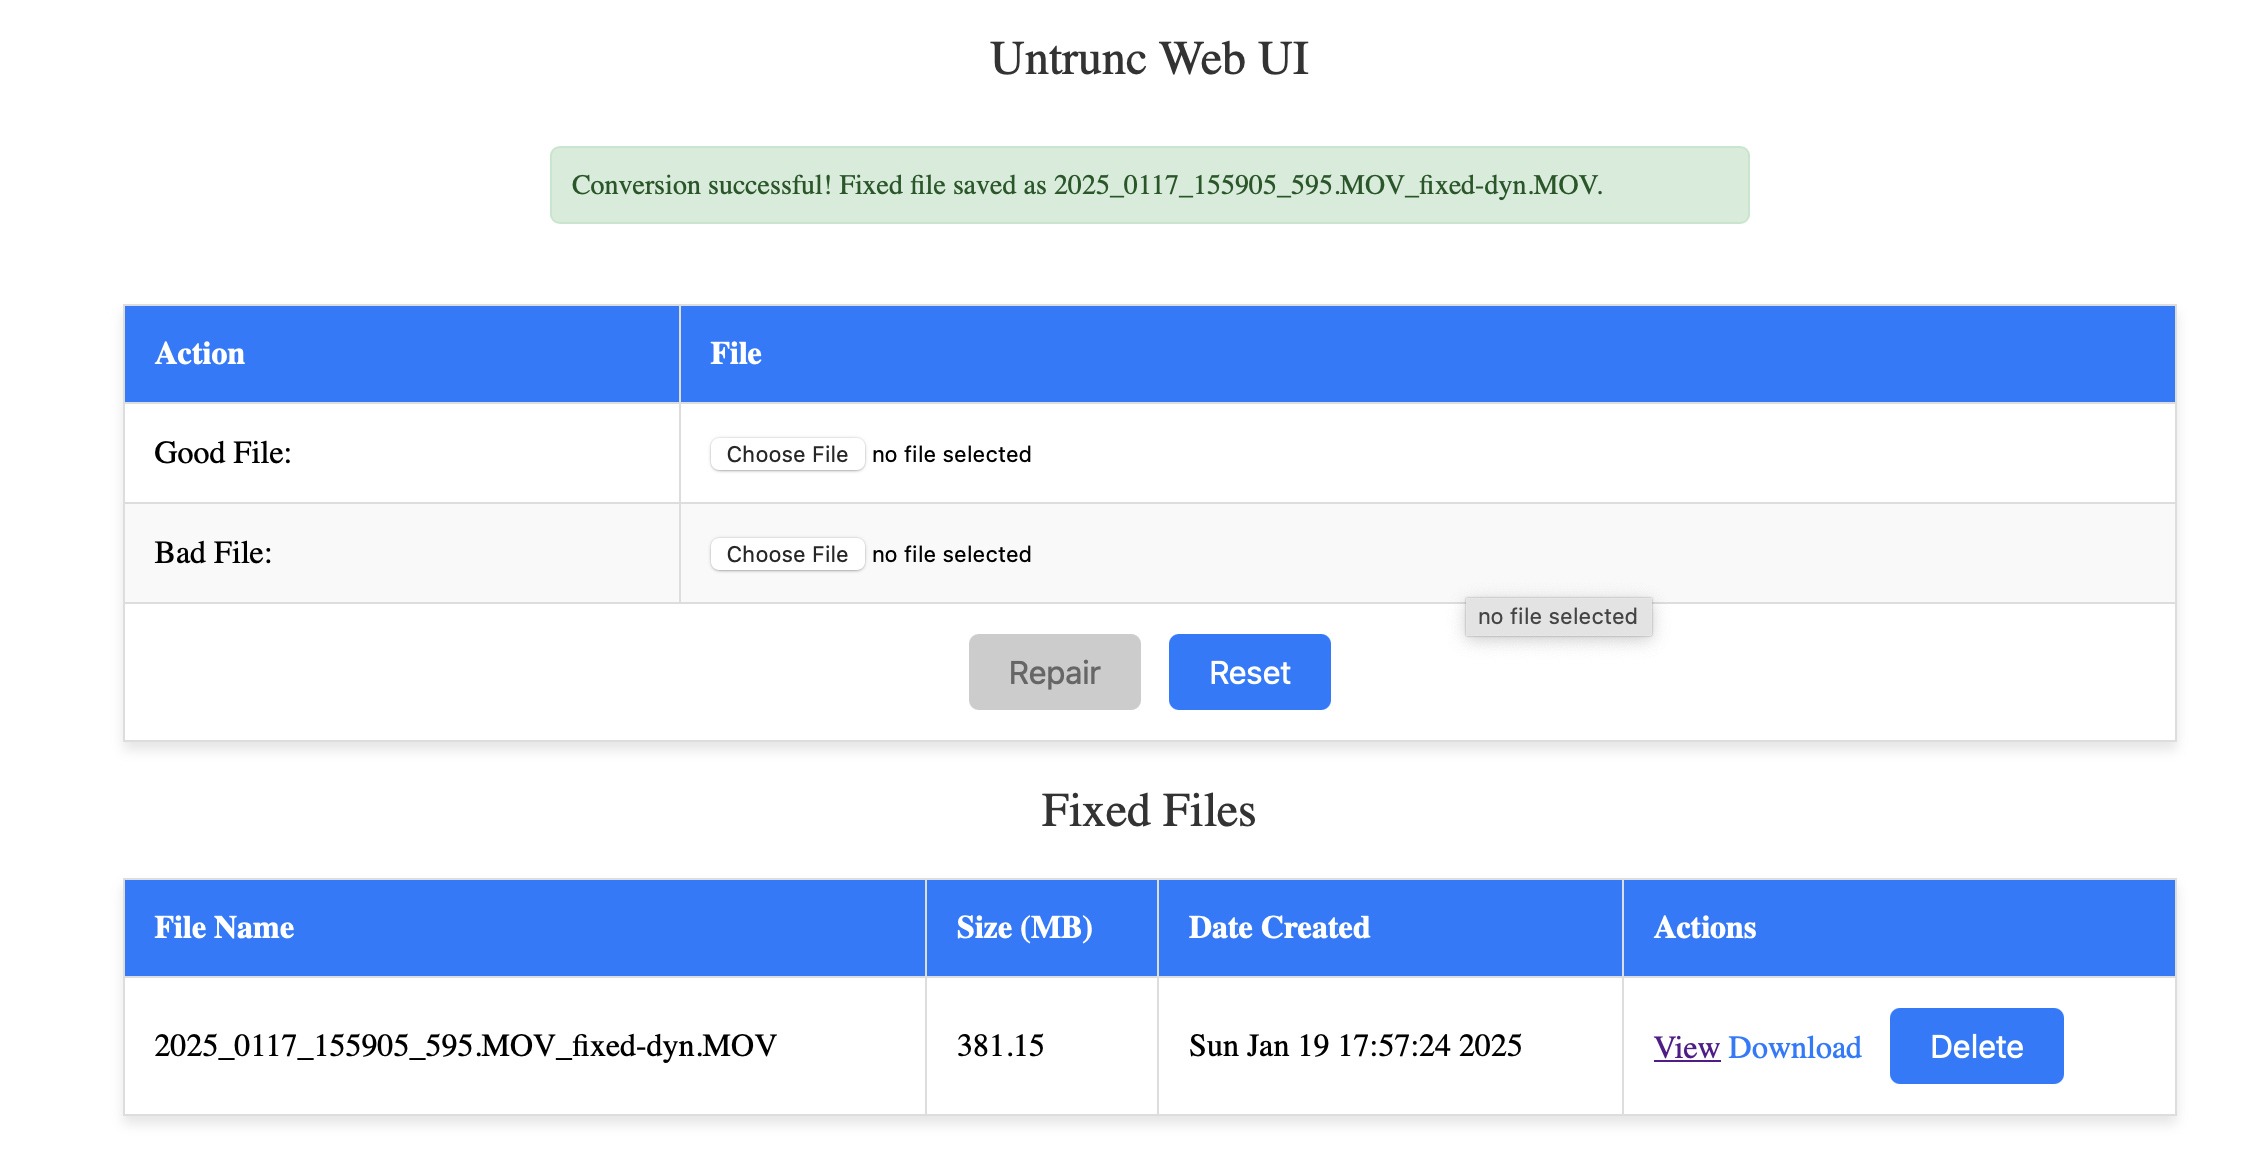 Untrunc Web UI
Conversion successful! Fixed file saved as 2025_0117_155905_595.MOV_fixed-dyn.MOV.
Action File
Good File: Choose File no file selected
Bad File: Choose File no file selected
no file selected
Repair Reset
Fixed Files
File Name Size (MB) Date Created Actions
2025_0117_155905_595.MOV_fixed-dyn.MOV 381.15 Sun Jan 19 17:57:24 2025 View Download Delete